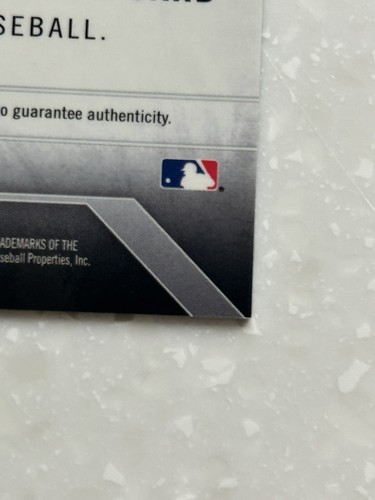 SEBALL.
o guarantee authenticity.
ADEMARKS OF THE
seball Properties, Inc.